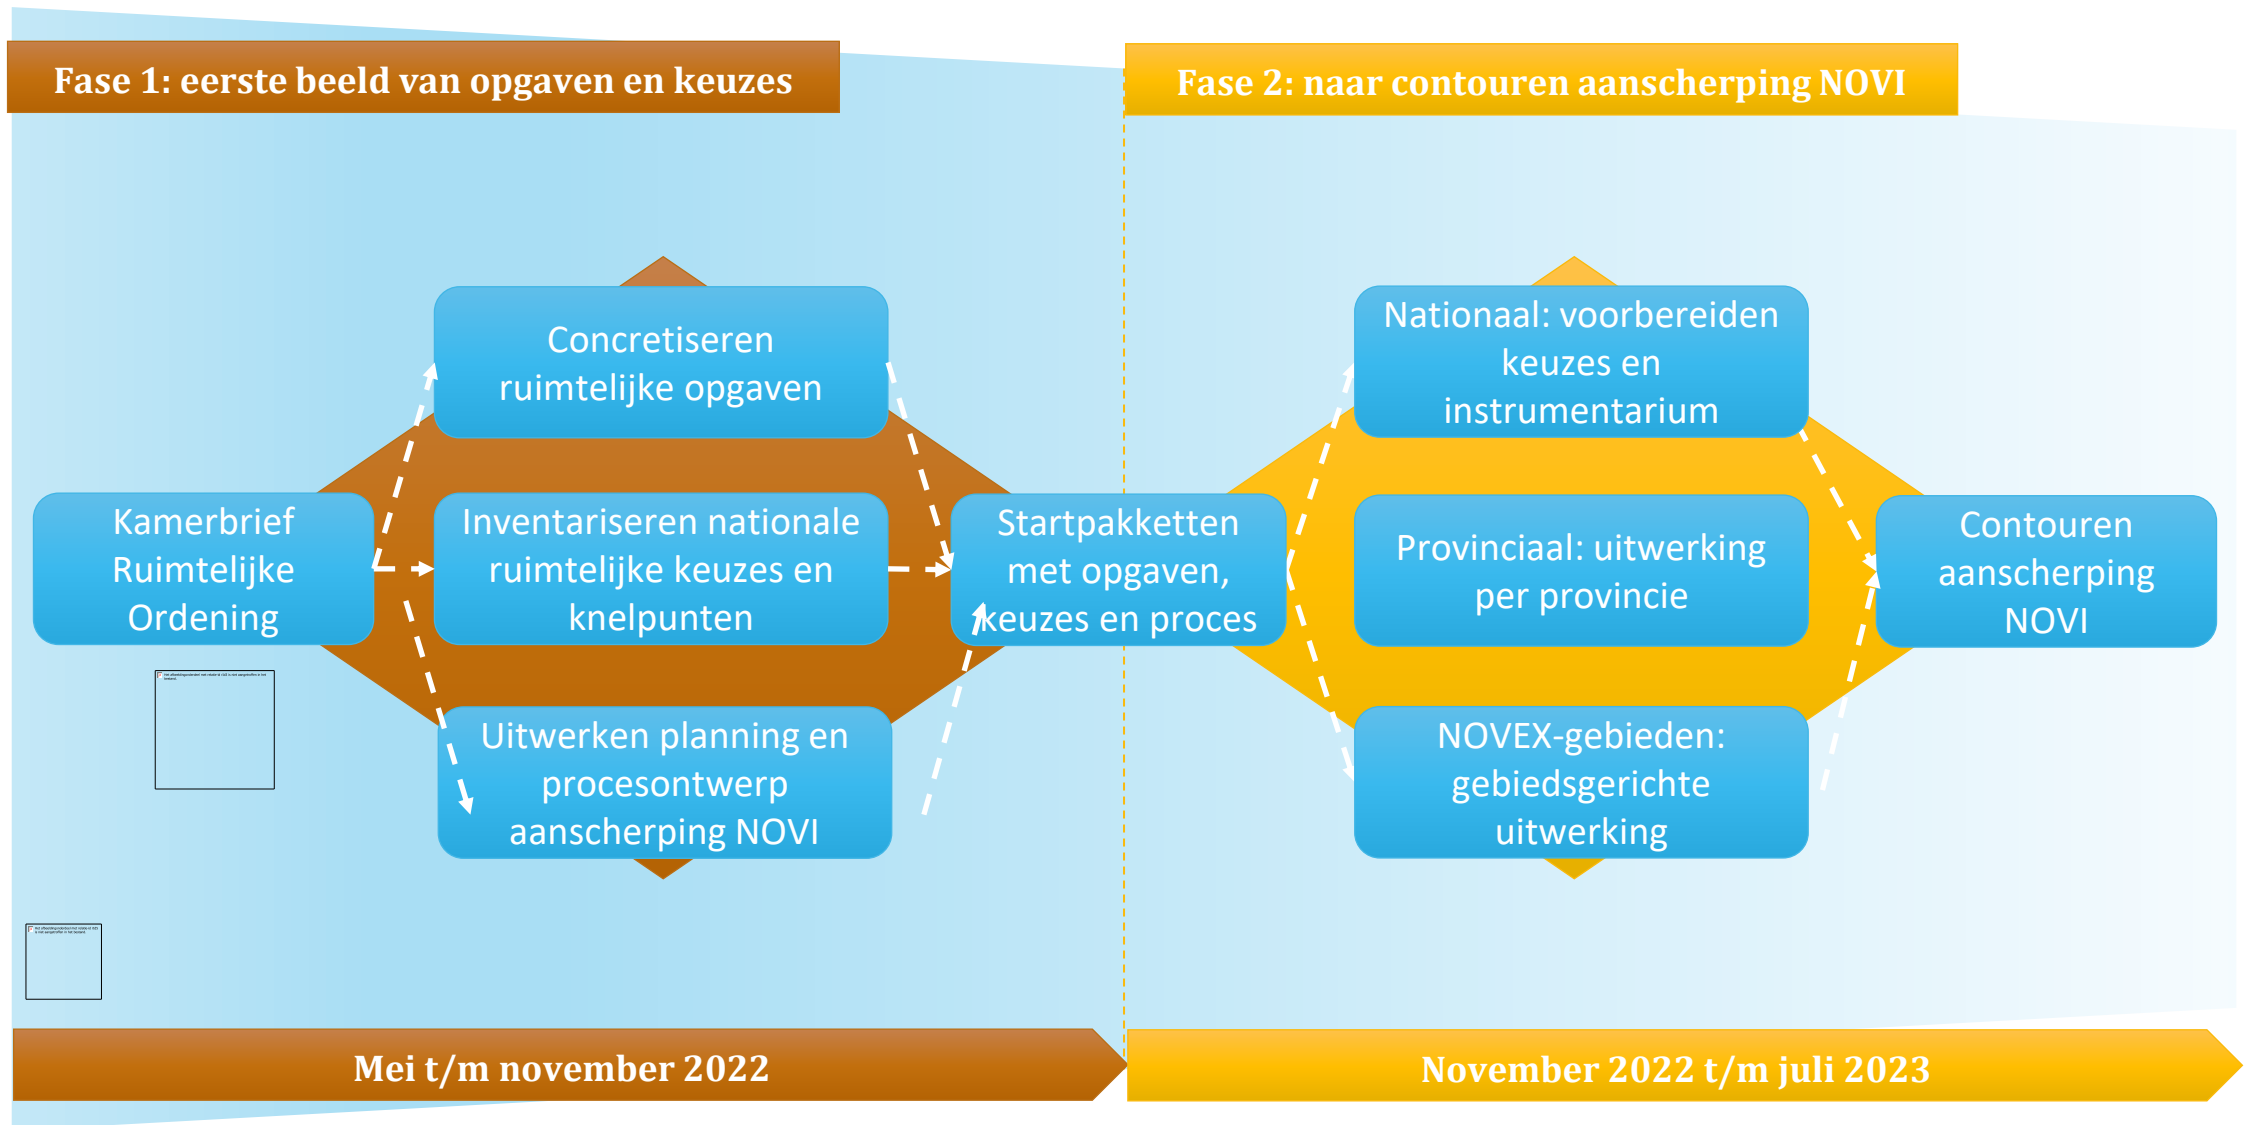 Fase 1: eerste beeld van opgaven en keuzes
Fase 2: naar contouren aanscherping NOVI
Kamerbrief
Ruimtelijke
Ordening
Concretiseren
ruimtelijke opgaven
Inventariseren nationale
ruimtelijke keuzes en
knelpunten
Uitwerken planning en
procesontwerp
aanscherping NOVI
Startpakketten
met opgaven,
keuzes en proces
Nationaal: voorbereiden
keuzes en
instrumentarium
Provinciaal: uitwerking
per provincie
NOVEX-gebieden:
gebiedsgerichte
uitwerking
Contouren
aanscherping
NOVI
Mei t/m november 2022
November 2022 t/m juli 2023